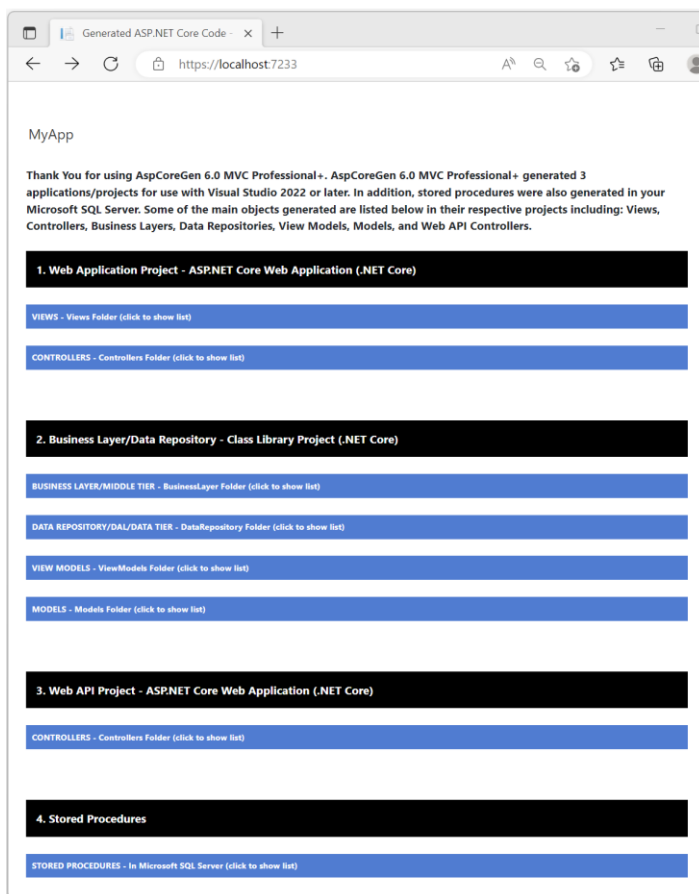 Generated ASP.NET Core Code -
https://localhost:7233
MyApp
Thank You for using AspCoreGen 6.0 MVC Professional+. AspCoreGen 6.0 MVC Professional+ generated 3
applications/projects for use with Visual Studio 2022 or later. In addition, stored procedures were also generated in your
Microsoft SQL Server. Some of the main objects generated are listed below in their respective projects including: Views,
Controllers, Business Layers, Data Repositories, View Models, Models, and Web API Controllers.
1. Web Application Project - ASP.NET Core Web Application (.NET Core)
VIEWS - Views Folder (click to show list)
CONTROLLERS - Controllers Folder (click to show list)
2. Business Layer/Data Repository - Class Library Project (.NET Core)
BUSINESS LAYER/MIDDLE TIER - BusinessLayer Folder (click to show list)
DATA REPOSITORY/DAL/DATA TIER - DataRepository Folder (click to show list)
VIEW MODELS - ViewModels Folder (click to show list)
MODELS - Models Folder (click to show list)
3. Web API Project - ASP.NET Core Web Application (.NET Core)
CONTROLLERS - Controllers Folder (click to show list)
4. Stored Procedures
STORED PROCEDURES - In Microsoft SQL Server (click to show list)